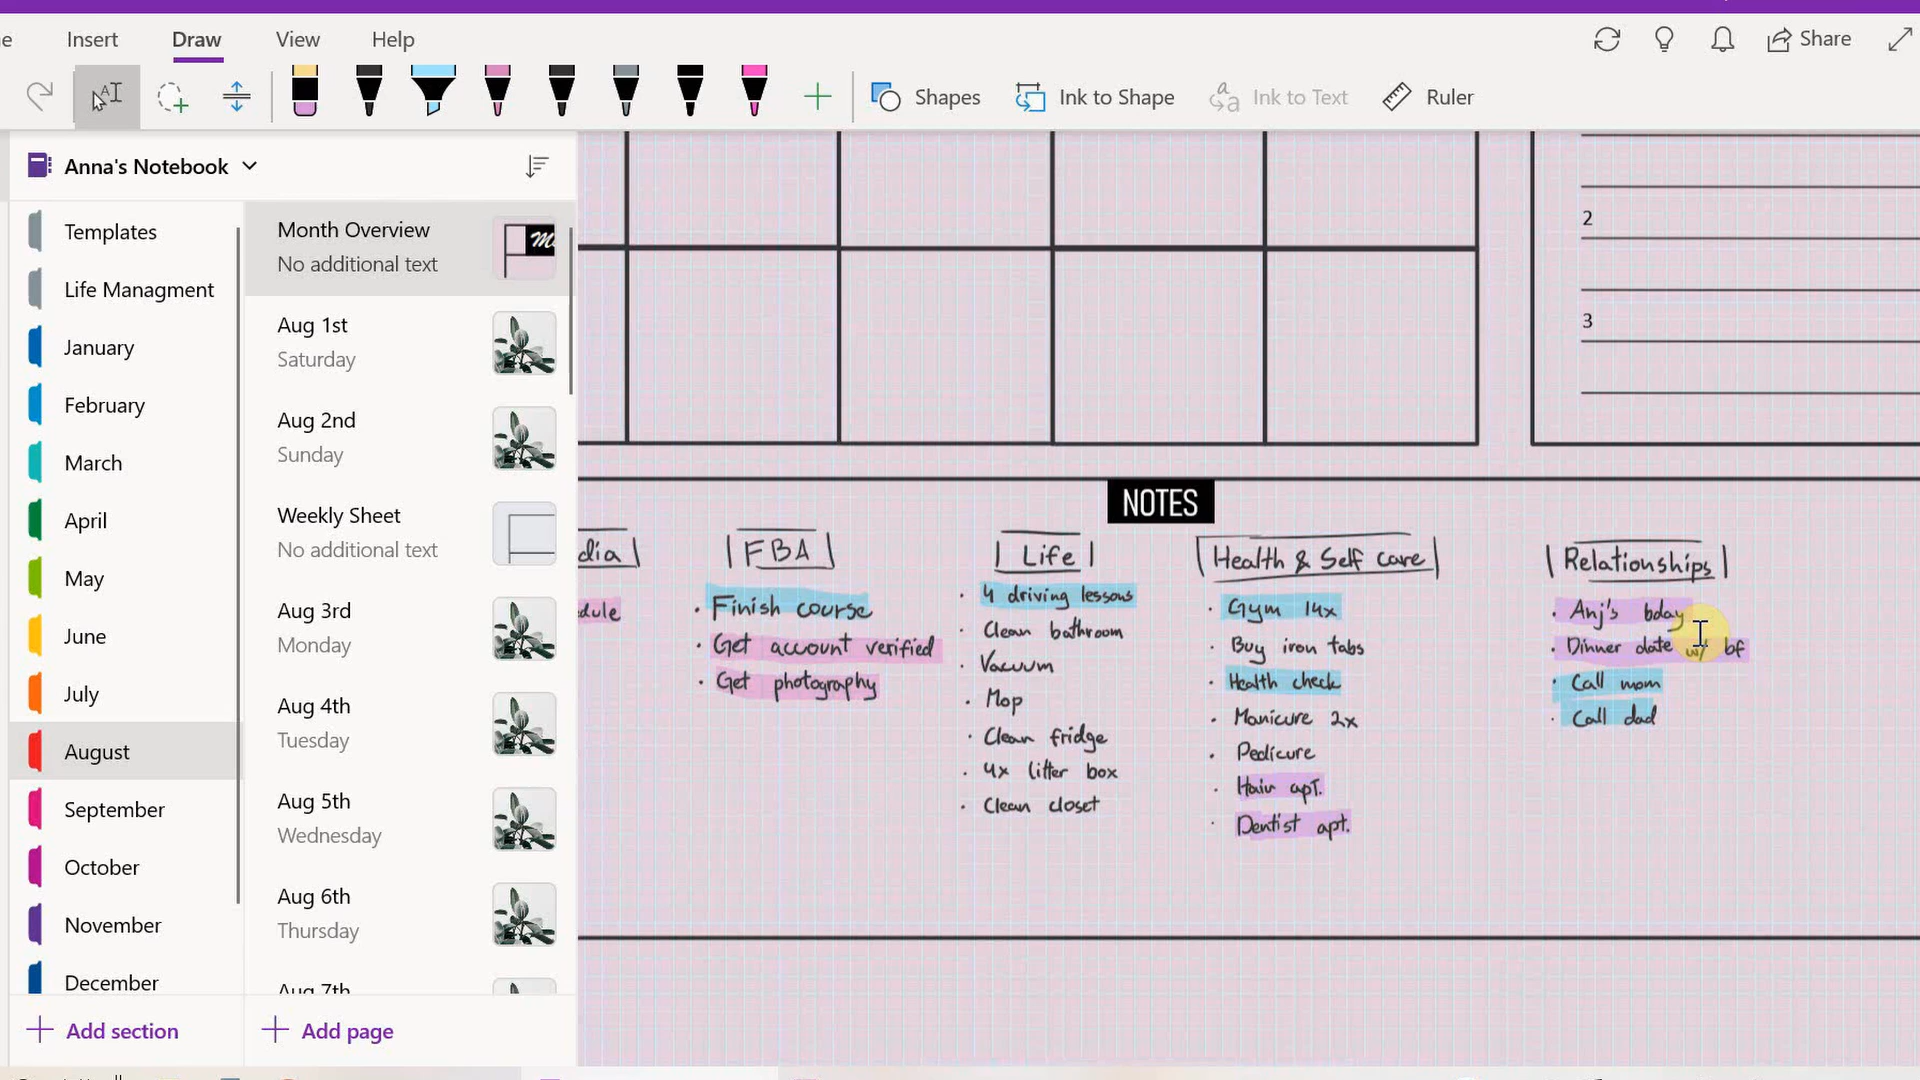 Insert
Draw
View
Help
Share
Shapes
Ink to Shape
Ink to Text
Ruler
Anna's Notebook
Templates
Life Managment
January
February
March
April
May
June
July
August
September
October
November
December
Add section
Month Overview
No additional text
Aug 1st
Saturday
Aug 2nd
Sunday
Weekly Sheet
No additional text
Aug 3rd
Monday
Aug 4th
Tuesday
Aug 5th
Wednesday
Aug 6th
Thursday
Aug 7th
Add page
2
3
NOTES
dia
dule
FBA
• Finish course
• Get account verified
• Get photography
Life
• 4 driving lessons
• Clean bathroom
• Vacuum
• Mop
• Clean fridge
• 4x litter box
• Clean closet
Health & Self care
• Gym 14x
• Buy iron tabs
• Health check
• Manicure 2x
• Pedicure
• Hair apt.
• Dentist apt.
Relationships
• Anj's bday
• Dinner date w/ bf
• Call mom
• Call dad